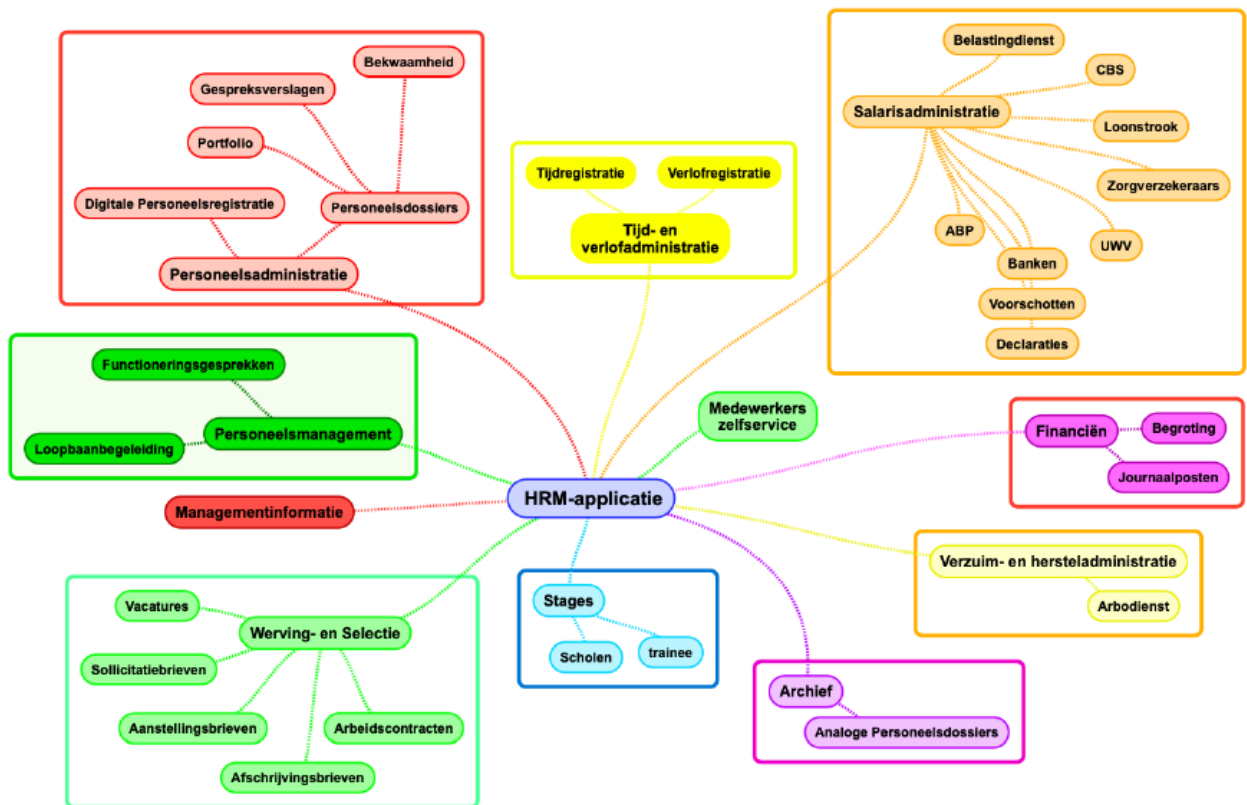 Bekwaamheid
Gespreksverslagen
Portfolio
Digitale Personeelsregistratie
Personeelsdossiers
Personeelsadministratie
Tijdregistratie
Verlofregistratie
Tijd- en
verlofadministratie
Belastingdienst
CBS
Salarisadministratie
Loonstrook
Zorgverzekeraars
ABP
UWV
Banken
Voorschotten
Declaraties
Functioneringsgesprekken
Personeelsmanagement
Loopbaanbegeleiding
Medewerkers
zelfservice
Financiën
Begroting
Journaalposten
HRM-applicatie
Managementinformatie
Verzuim- en hersteladministratie
Arbodienst
Vacatures
Werving- en Selectie
Sollicitatiebrieven
Aanstellingsbrieven
Arbeidscontracten
Afschrijvingsbrieven
Stages
Scholen
trainee
Archief
Analoge Personeelsdossiers